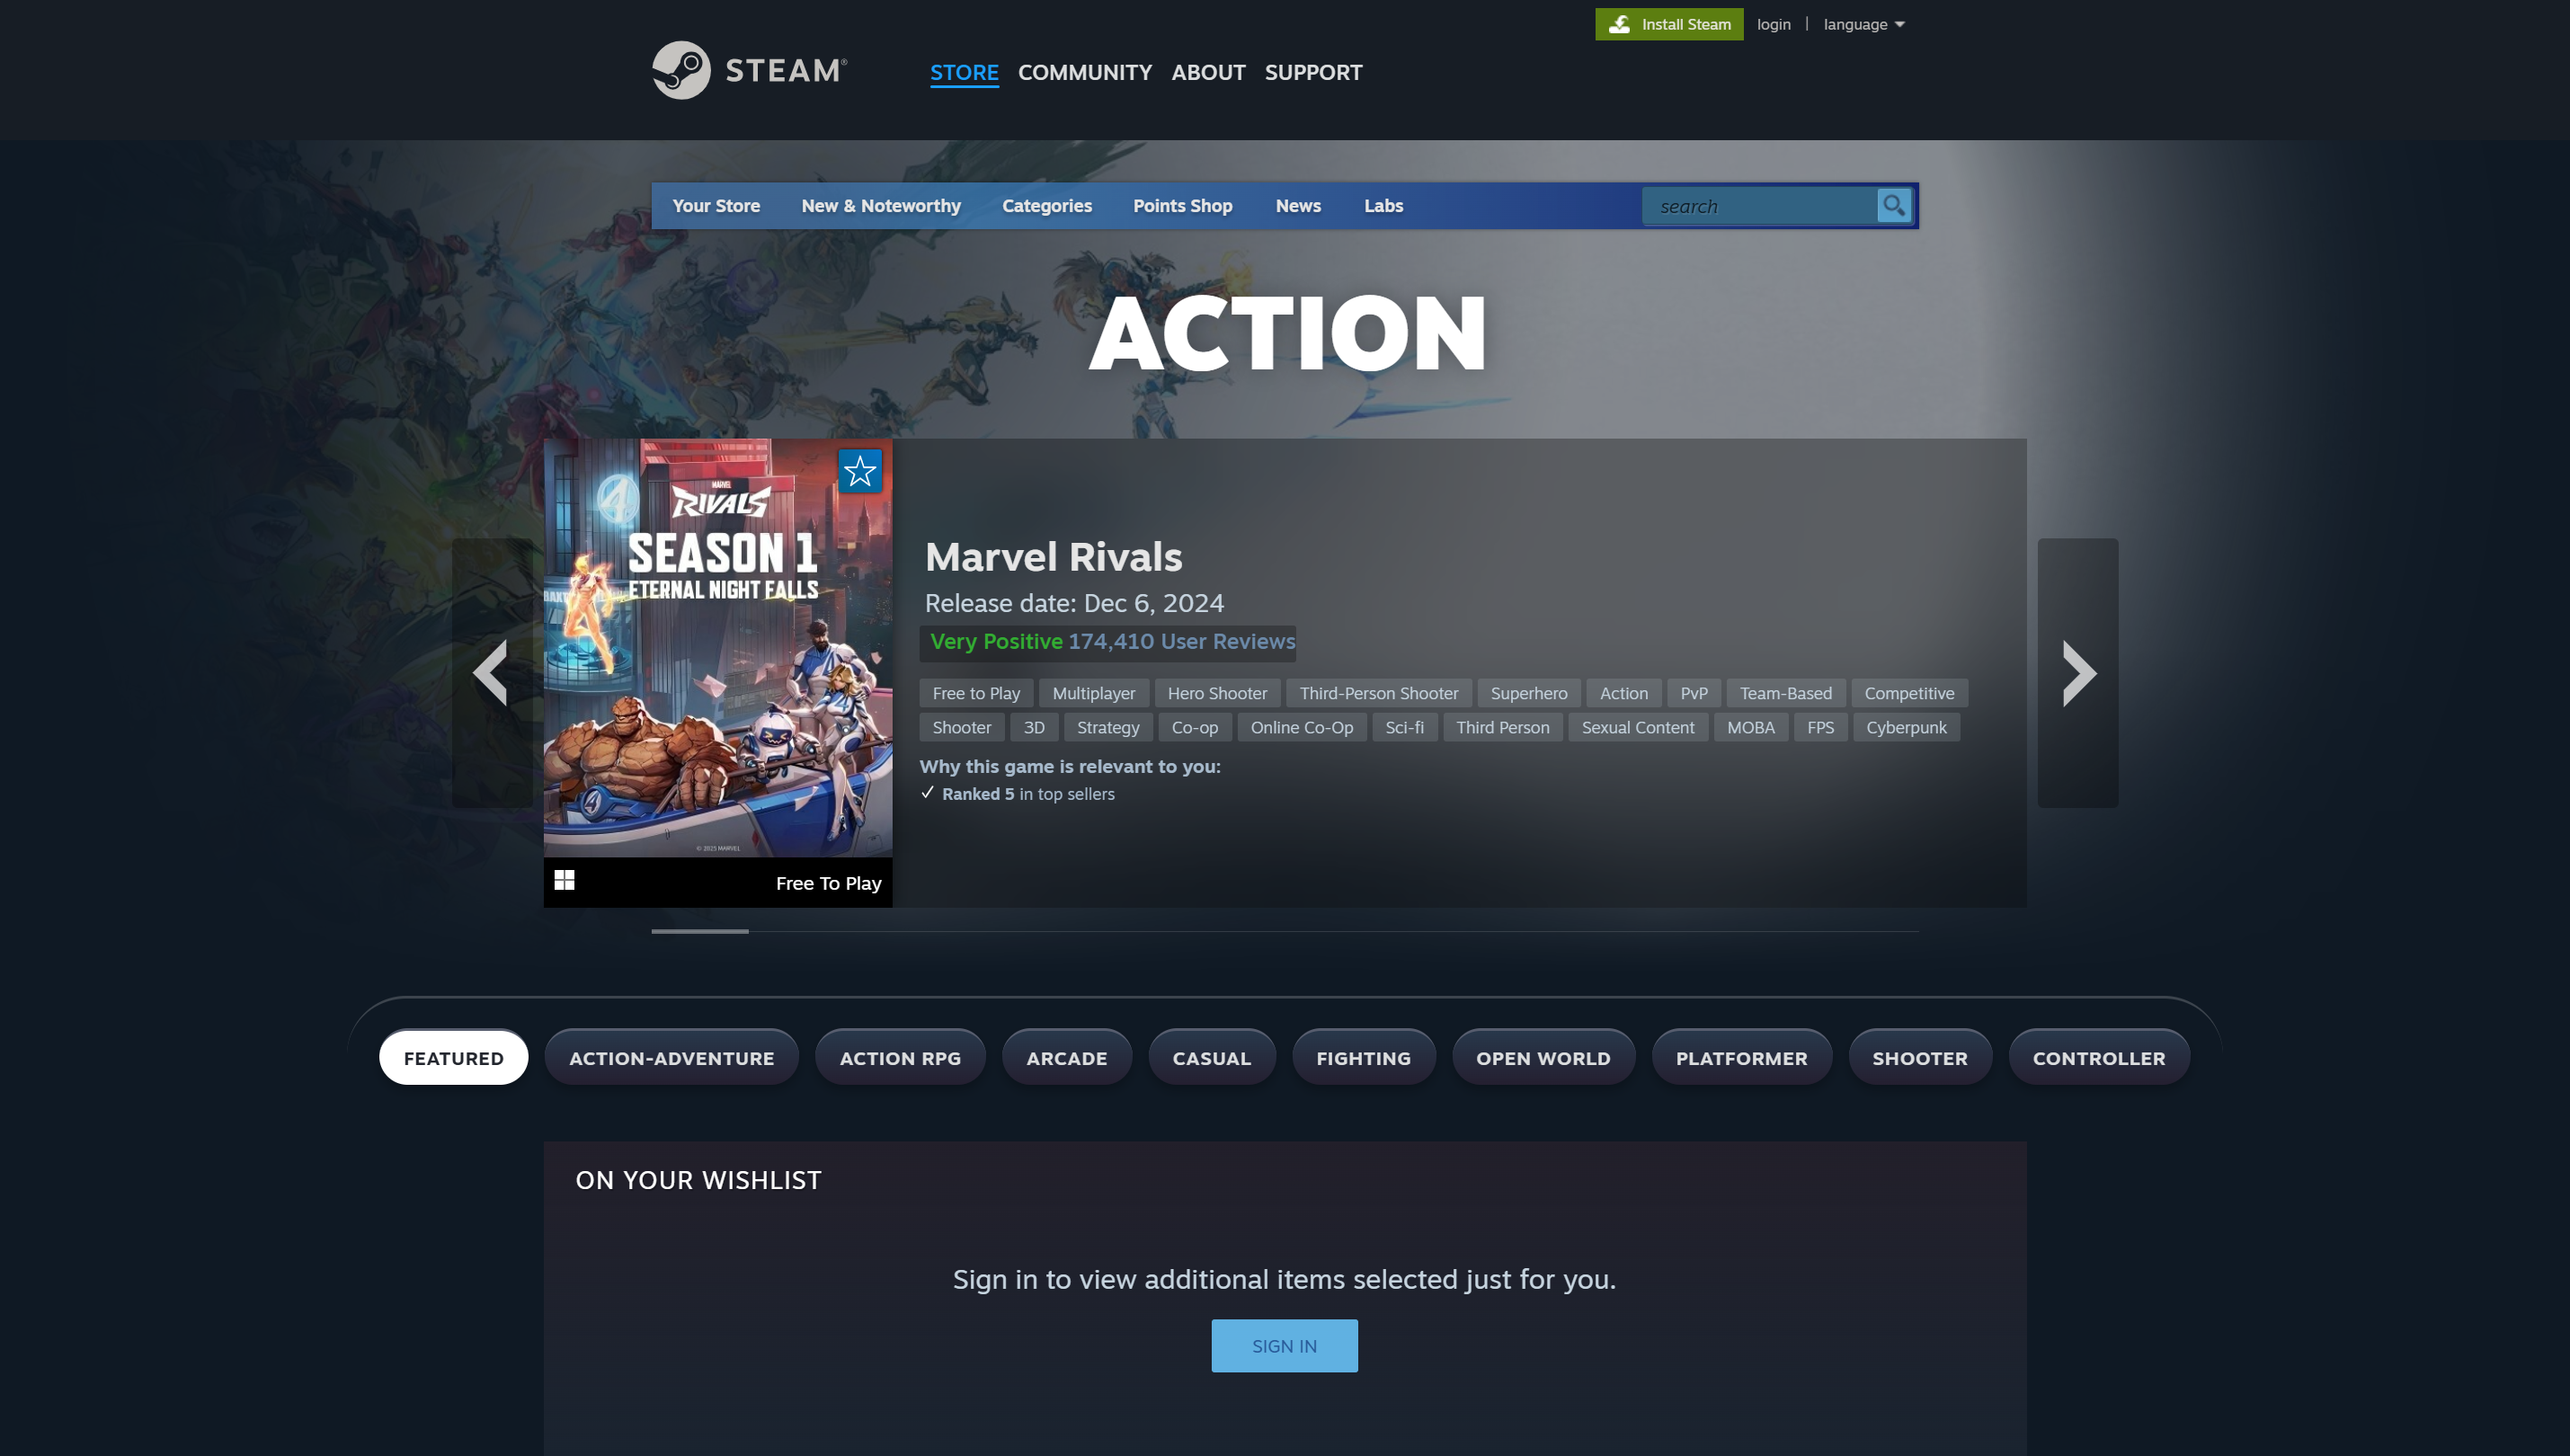 Install Steam login | language
STEAM®
STORE COMMUNITY ABOUT SUPPORT
Your Store New & Noteworthy Categories Points Shop News Labs search
ACTION
MARVEL
RIVALS
SEASON 1
ETERNAL NIGHT FALLS
© 2025 MARVEL
Free To Play
Marvel Rivals
Release date: Dec 6, 2024
Very Positive 174,410 User Reviews
Free to Play Multiplayer Hero Shooter Third-Person Shooter Superhero Action PvP Team-Based Competitive
Shooter 3D Strategy Co-op Online Co-Op Sci-fi Third Person Sexual Content MOBA FPS Cyberpunk
Why this game is relevant to you:
Ranked 5 in top sellers
FEATURED ACTION-ADVENTURE ACTION RPG ARCADE CASUAL FIGHTING OPEN WORLD PLATFORMER SHOOTER CONTROLLER
ON YOUR WISHLIST
Sign in to view additional items selected just for you.
SIGN IN